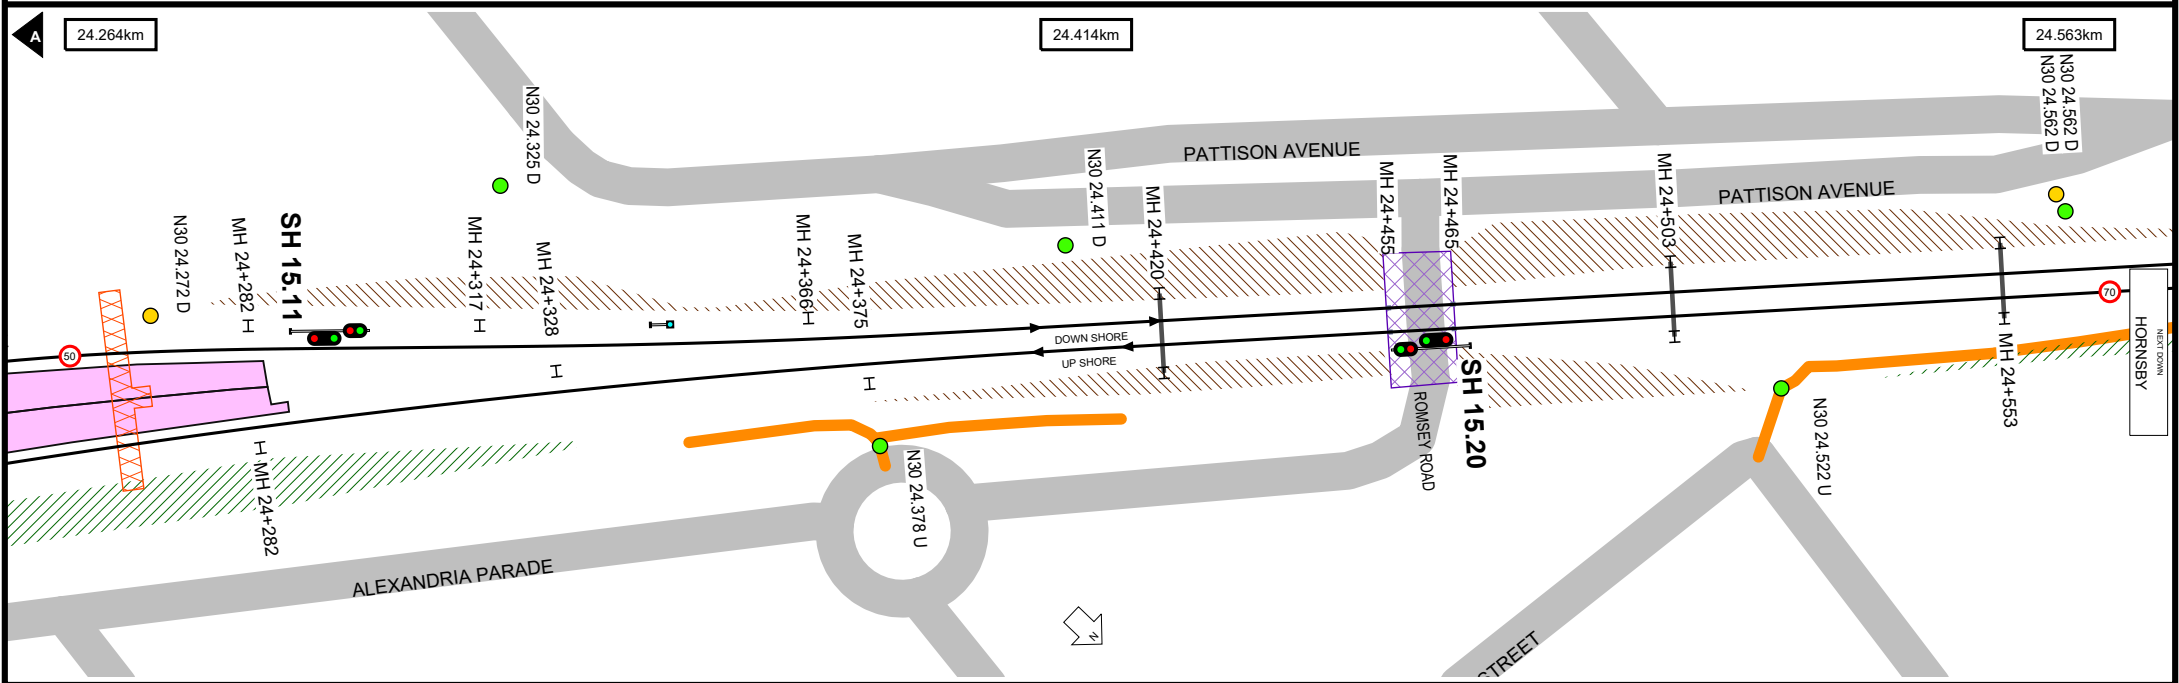 A
24.264km
24.414km
24.563km
N30 24.325 D
N30 24.562 D
N30 24.562 D
PATTISON AVENUE
PATTISON AVENUE
N30 24.411 D
MH 24+420
MH 24+455
MH 24+465
MH 24+503
N30 24.272 D
MH 24+282
SH 15.11
MH 24+317
MH 24+328
MH 24+366
MH 24+375
50
70
DOWN SHORE
UP SHORE
NEXT DOWN
HORNSBY
MH 24+553
SH 15.20
ROMSEY ROAD
N30 24.522 U
MH 24+282
N30 24.378 U
ALEXANDRIA PARADE
N
STREET